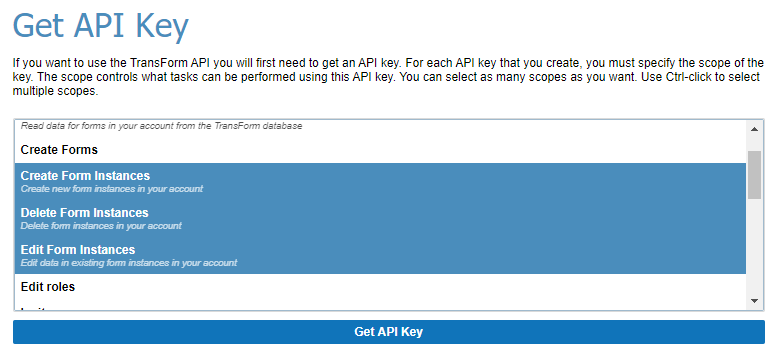 Get API Key
If you want to use the TransForm API you will first need to get an API key. For each API key that you create, you must specify the scope of the
key. The scope controls what tasks can be performed using this API key. You can select as many scopes as you want. Use Ctrl-click to select
multiple scopes.
Read data for forms in your account from the TransForm database
Create Forms
Create Form Instances
Create new form instances in your account
Delete Form Instances
Delete form instances in your account
Edit Form Instances
Edit data in existing form instances in your account
Edit roles
Get API Key